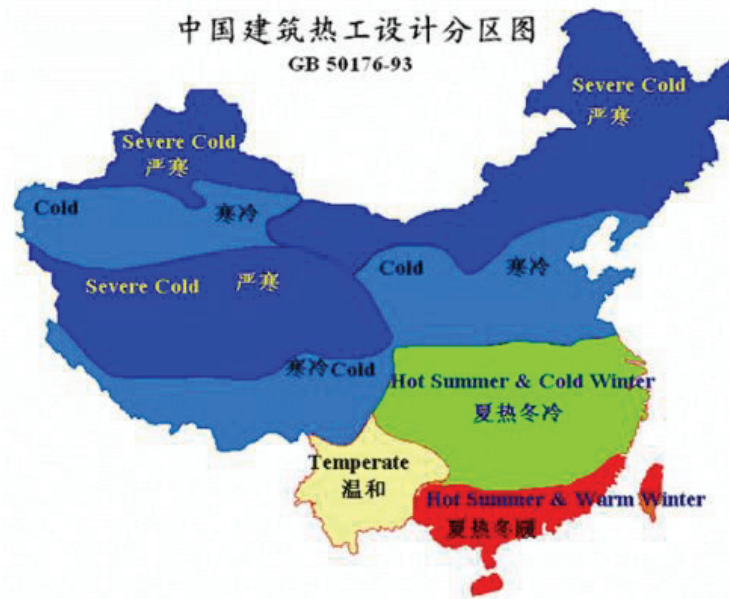 中国建筑热工设计分区图
GB 50176-93
Severe Cold
严寒
Severe Cold
严寒
Cold
寒冷
Cold
寒冷
Severe Cold
严寒
寒冷
Cold
Hot Summer & Cold Winter
夏热冬冷
Temperate
温和
Hot Summer & Warm Winter
夏热冬暖